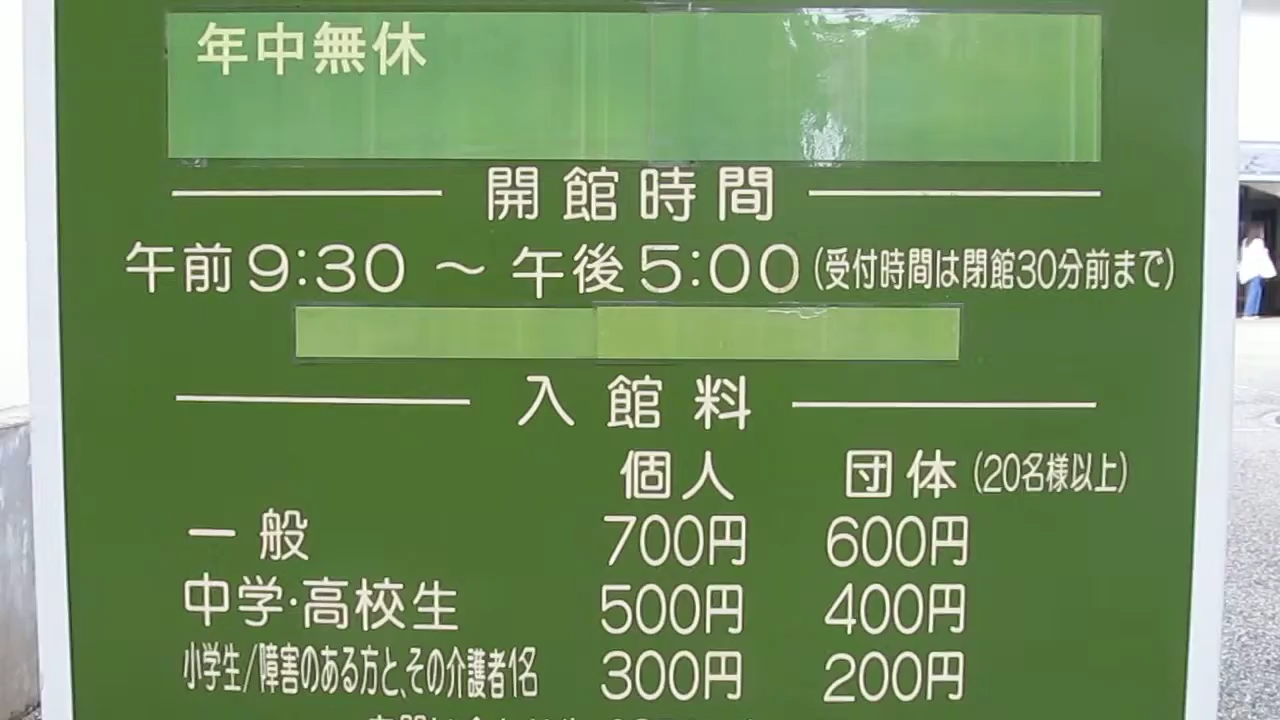 年中無休
開館時間
午前9:30 ～ 午後5:00(受付時間は閉館30分前まで)
入館料
個人 団体(20名様以上)
一般 700円 600円
中学・高校生 500円 400円
小学生/障害のある方と、その介護者1名 300円 200円